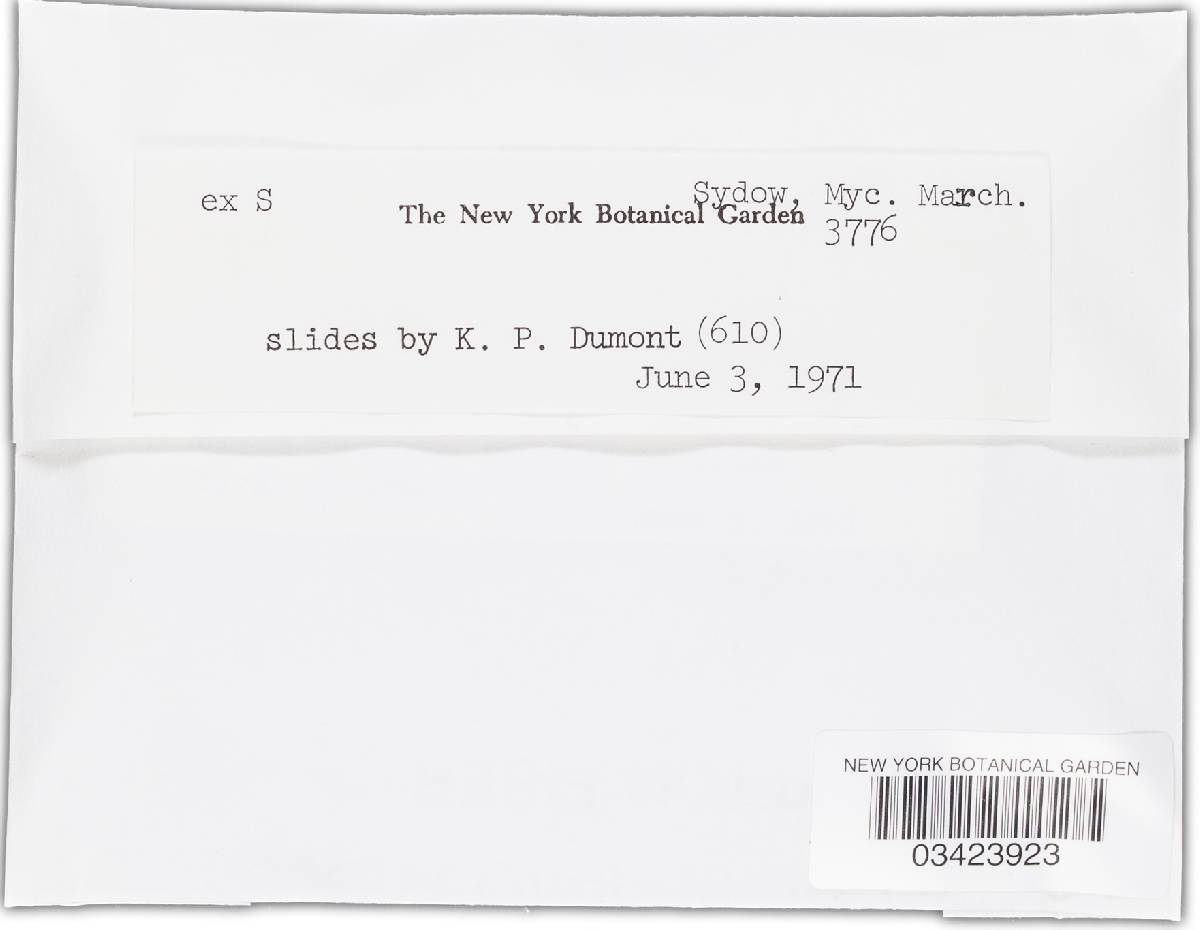 ex S
Sydow, Myc. March.
The New York Botanical Garden
3776
slides by K. P. Dumont (610)
June 3, 1971
NEW YORK BOTANICAL GARDEN
03423923